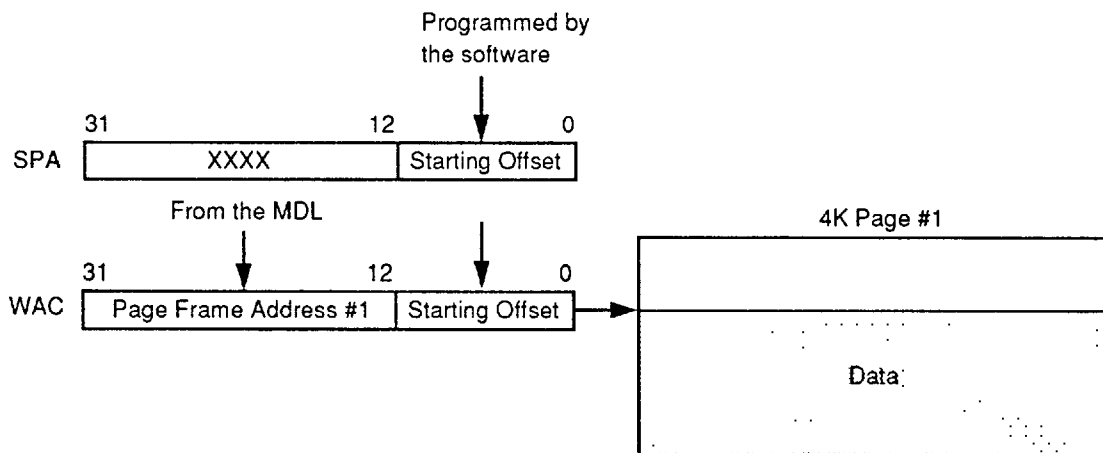 Programmed by
the software
31 12 0
SPA XXXX Starting Offset
From the MDL
4K Page #1
31 12 0
WAC Page Frame Address #1 Starting Offset
Data